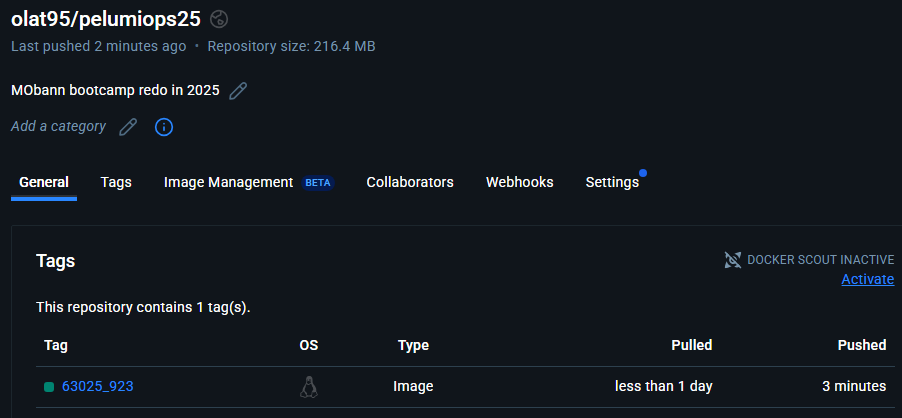 olat95/pelumiops25
Last pushed 2 minutes ago • Repository size: 216.4 MB
MObann bootcamp redo in 2025
Add a category
General Tags Image Management BETA Collaborators Webhooks Settings
Tags
DOCKER SCOUT INACTIVE
Activate
This repository contains 1 tag(s).
Tag OS Type Pulled Pushed
63025_923 Image less than 1 day 3 minutes